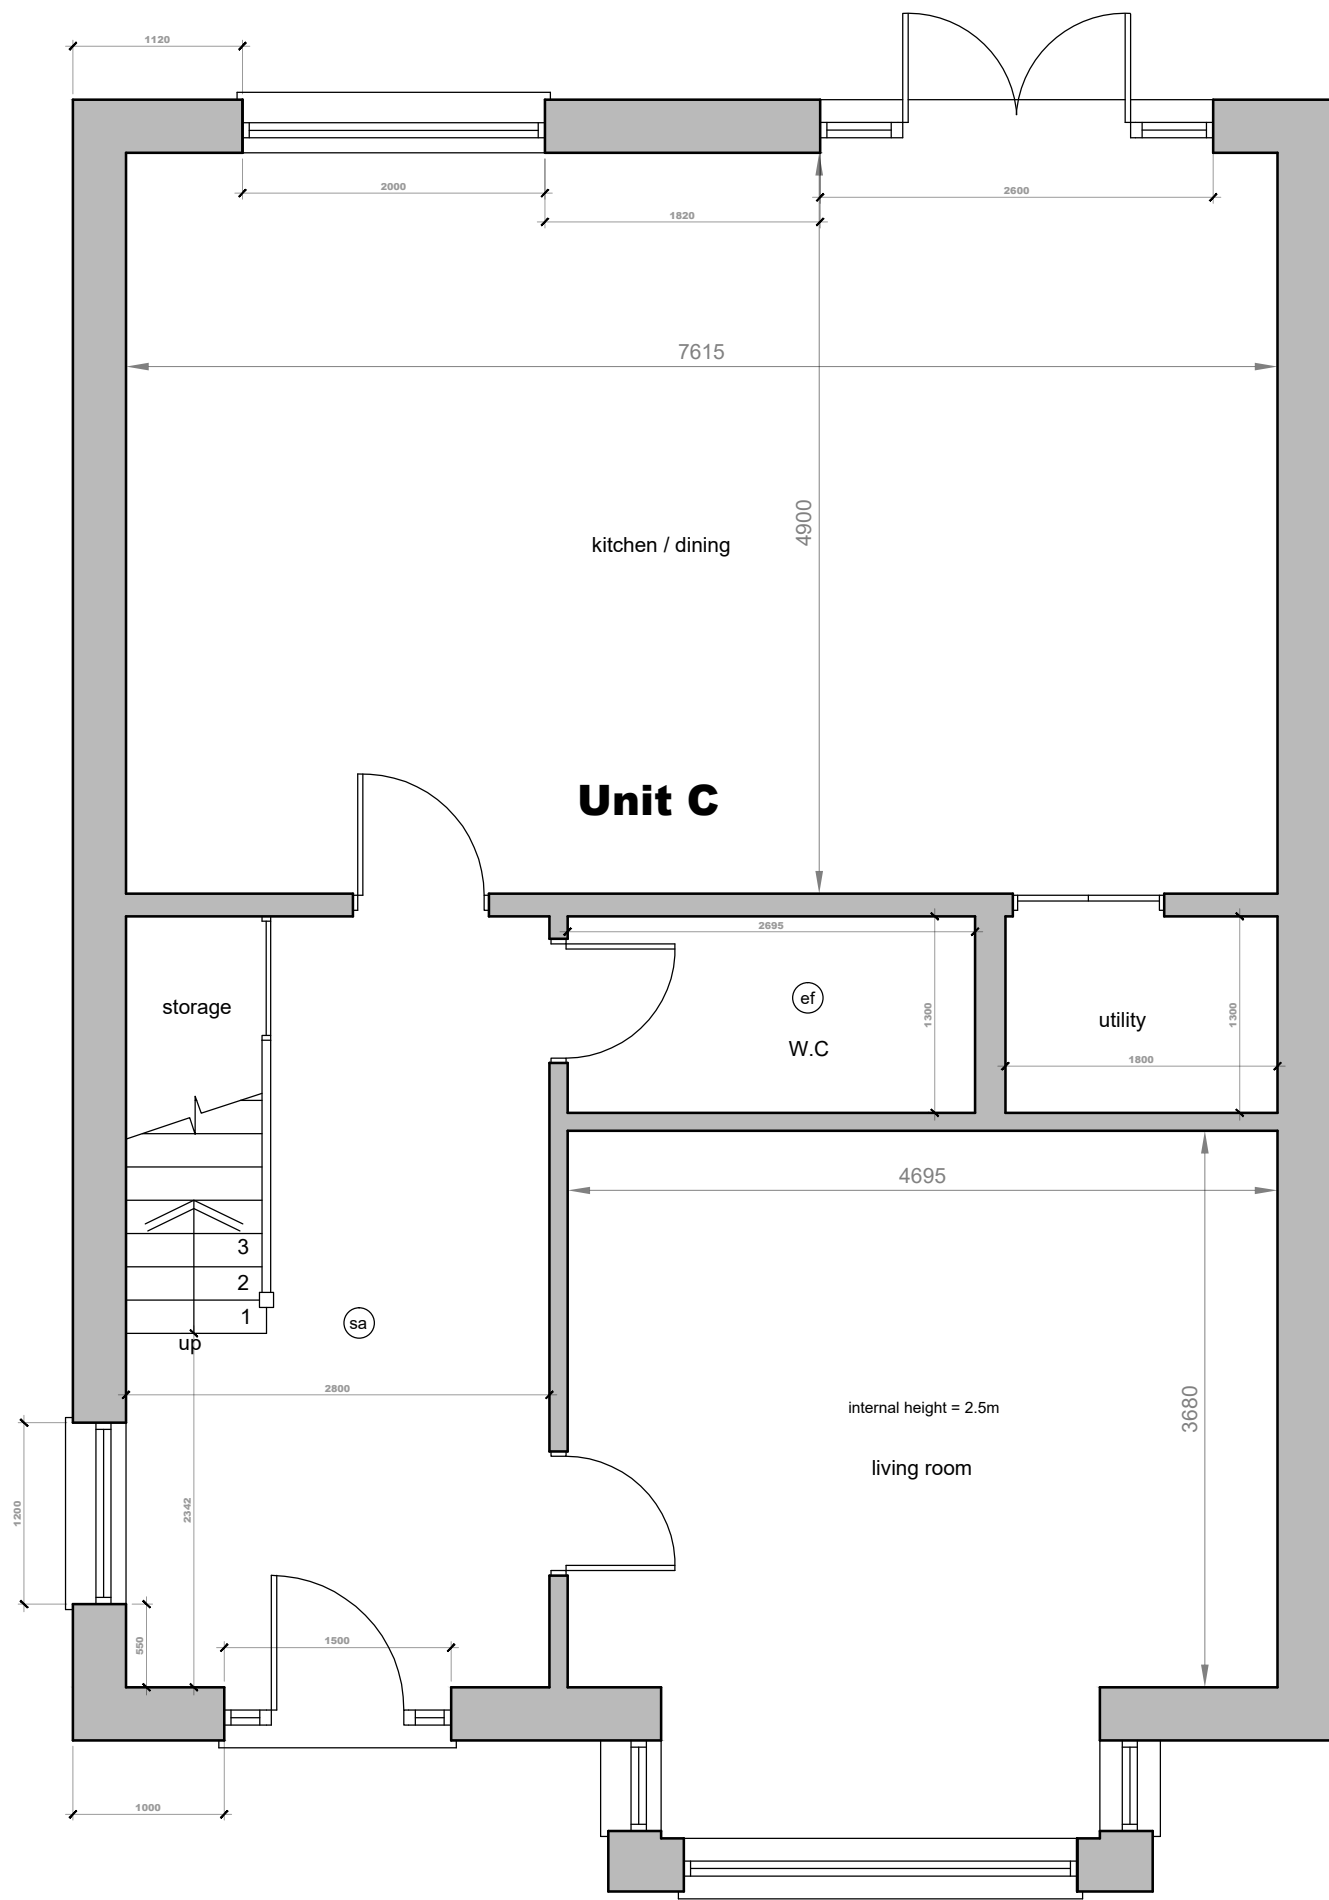 1120
2000
1820
2600
7615
4900
kitchen / dining
Unit C
2695
storage
ef
W.C
1300
utility
1300
1800
4695
3
2
1
up
sa
2800
internal height = 2.5m
3680
living room
1200
2342
550
1500
1000